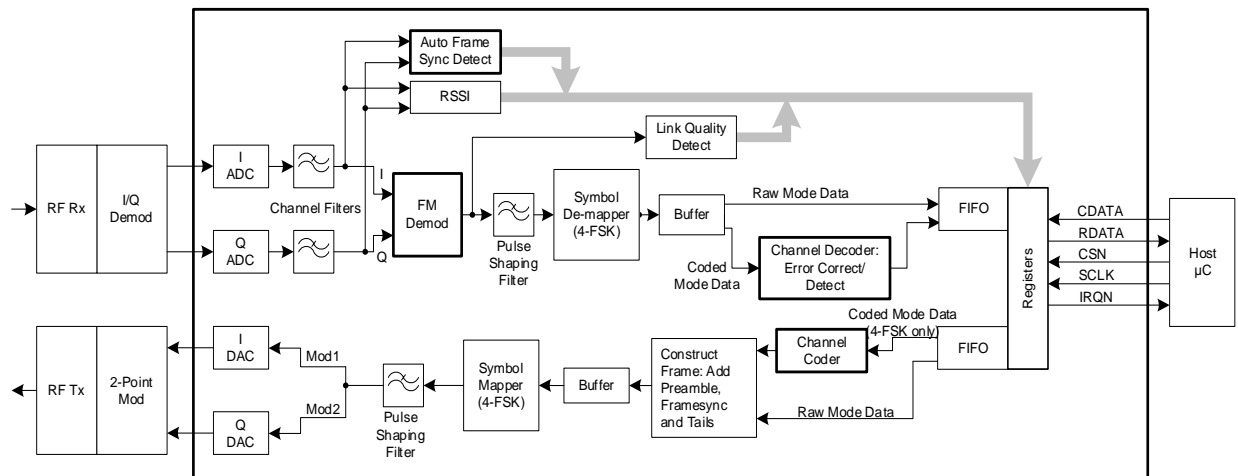 Auto Frame
Sync Detect
RSSI
Link Quality
Detect
RF Rx
I/Q
Demod
I
ADC
Channel Filters
Q
ADC
I
Q
FM
Demod
Pulse
Shaping
Filter
Symbol
De-mapper
(4-FSK)
Buffer
Raw Mode Data
Coded
Mode Data
Channel Decoder:
Error Correct/
Detect
FIFO
Registers
CDATA
RDATA
CSN
SCLK
IRQN
Host
µC
RF Tx
2-Point
Mod
I
DAC
Q
DAC
Mod1
Mod2
Pulse
Shaping
Filter
Symbol
Mapper
(4-FSK)
Buffer
Construct
Frame: Add
Preamble,
Framesync
and Tails
Channel
Coder
Coded Mode Data
(4-FSK only)
Raw Mode Data
FIFO